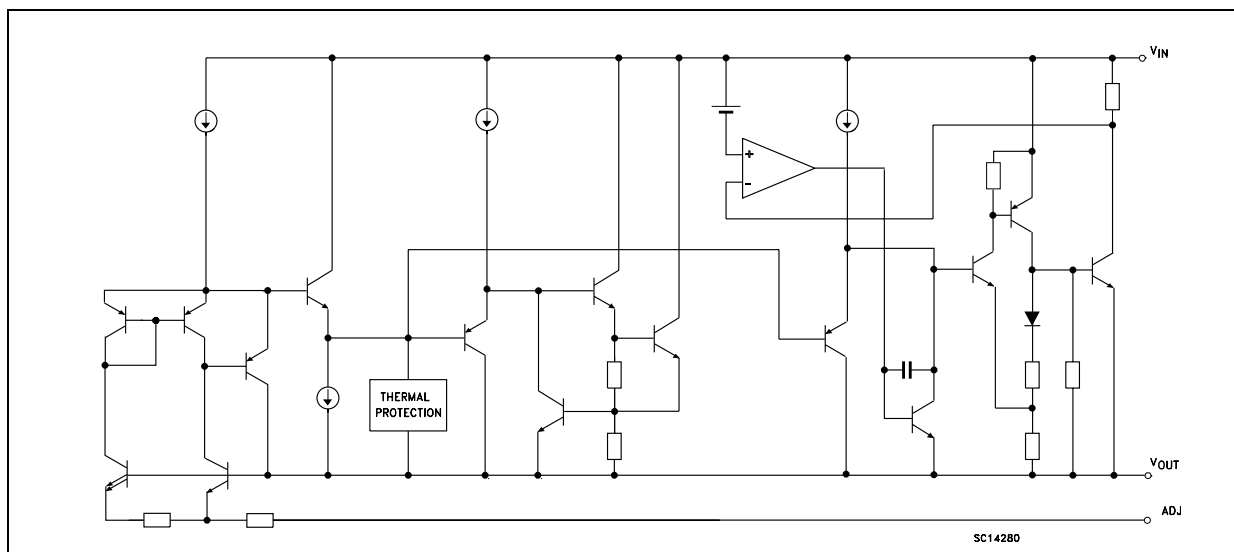 VIN
+
-
THERMAL
PROTECTION
VOUT
ADJ
SC14280